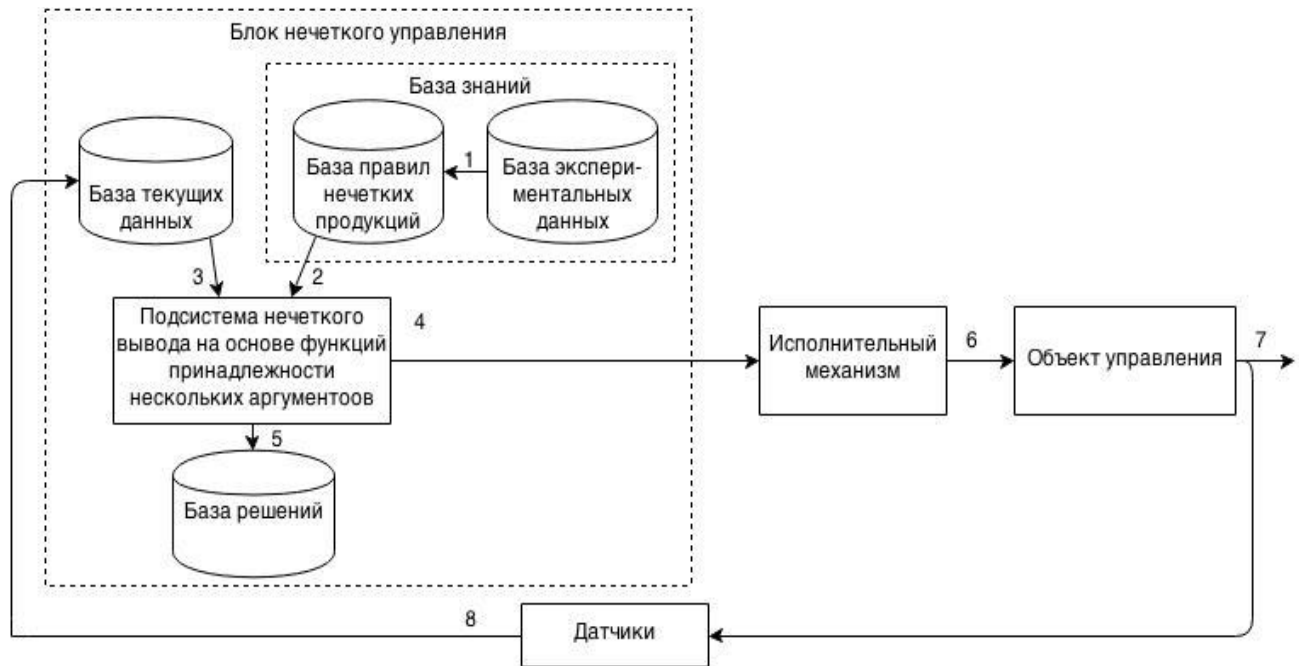 Блок нечеткого управления
База знаний
База текущих
данных
База правил
нечетких
продукций
1
База экспери-
ментальных
данных
3
2
Подсистема нечеткого
вывода на основе функций
принадлежности
нескольких аргументоов
4
Исполнительный
механизм
6
Объект управления
7
5
База решений
8
Датчики